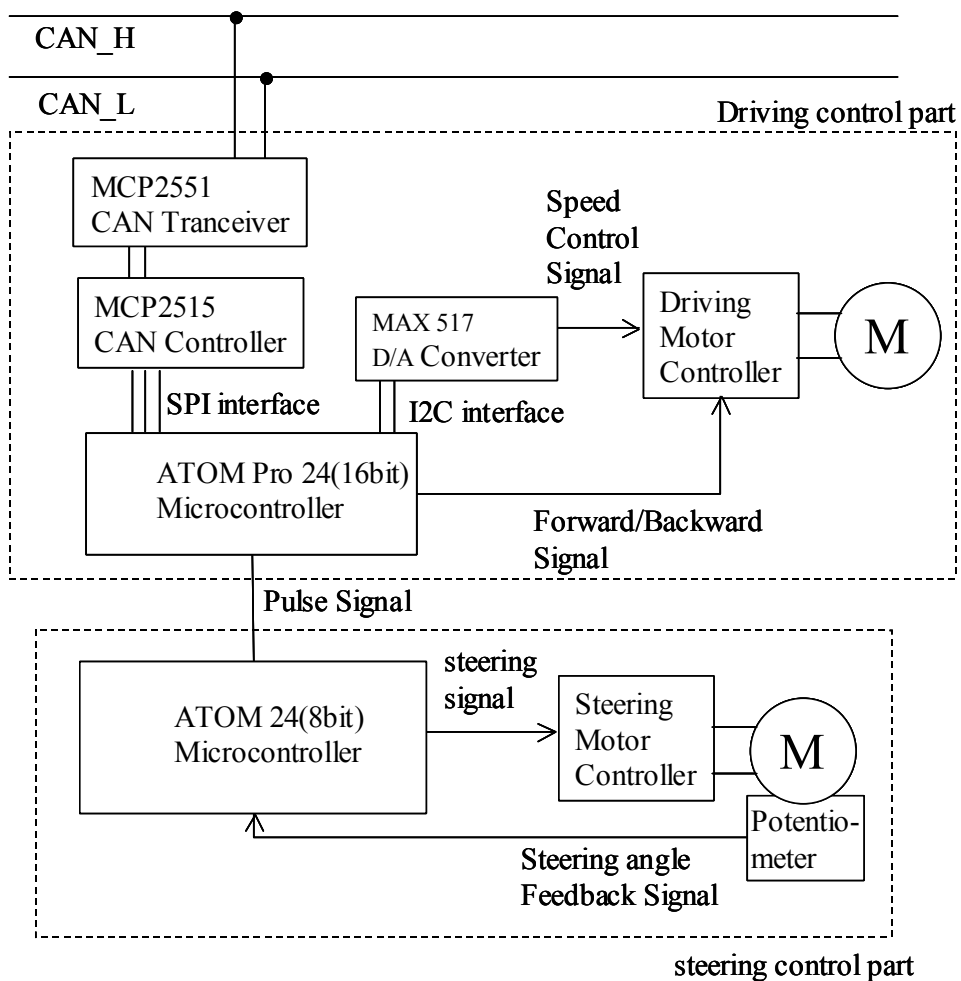 CAN_H
CAN_L
Driving control part
MCP2551
CAN Tranceiver
Speed
Control
Signal
MCP2515
CAN Controller
MAX 517
D/A Converter
Driving
Motor
Controller
M
SPI interface
I2C interface
ATOM Pro 24(16bit)
Microcontroller
Forward/Backward
Signal
Pulse Signal
steering
signal
ATOM 24(8bit)
Microcontroller
Steering
Motor
Controller
M
Potentio-
meter
Steering angle
Feedback Signal
steering control part